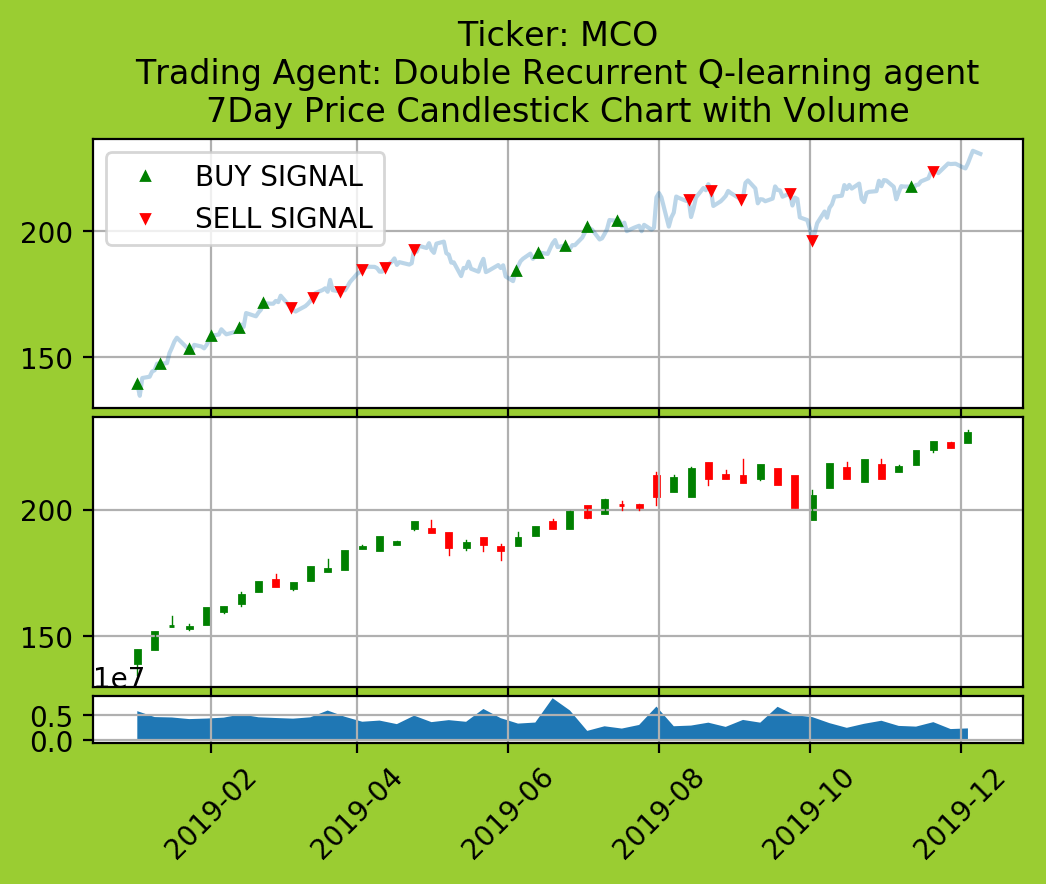 Ticker: MCO
Trading Agent: Double Recurrent Q-learning agent
7Day Price Candlestick Chart with Volume
BUY SIGNAL
SELL SIGNAL
200
150
200
150
1e7
0.5
0.0
2019-02
2019-04
2019-06
2019-08
2019-10
2019-12